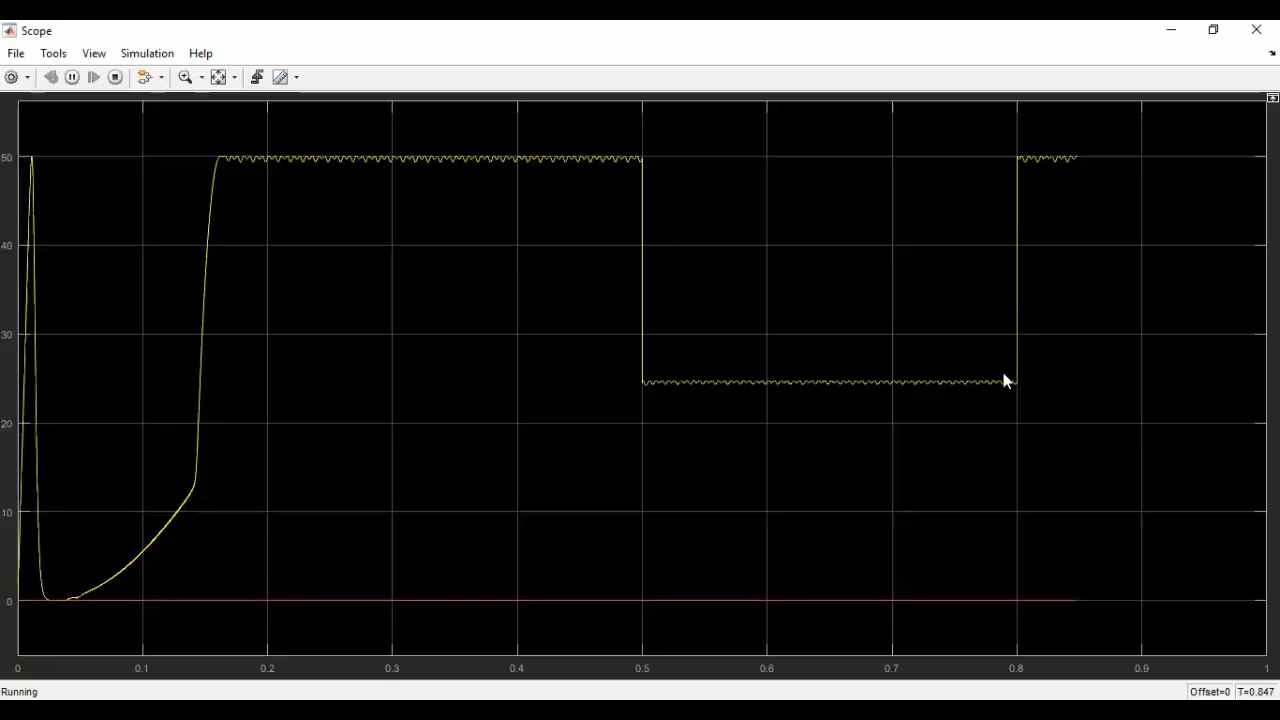 Scope
File Tools View Simulation Help
50
40
30
20
10
0
0 0.1 0.2 0.3 0.4 0.5 0.6 0.7 0.8 0.9 1
Running Offset=0 T=0.847